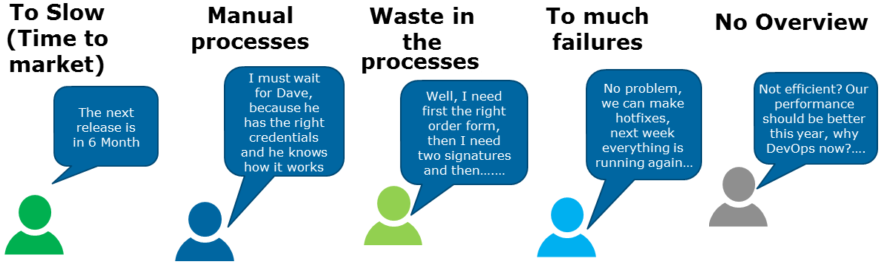 To Slow
(Time to
market)
The next
release is
in 6 Month
Manual
processes
I must wait
for Dave,
because he
has the right
credentials
and he knows
how it works
Waste in
the
processes
Well, I need
first the right
order form,
then I need
two signatures
and then…….
To much
failures
No problem,
we can make
hotfixes,
next week
everything is
running again…
No Overview
Not efficient? Our
performance
should be better
this year, why
DevOps now?....